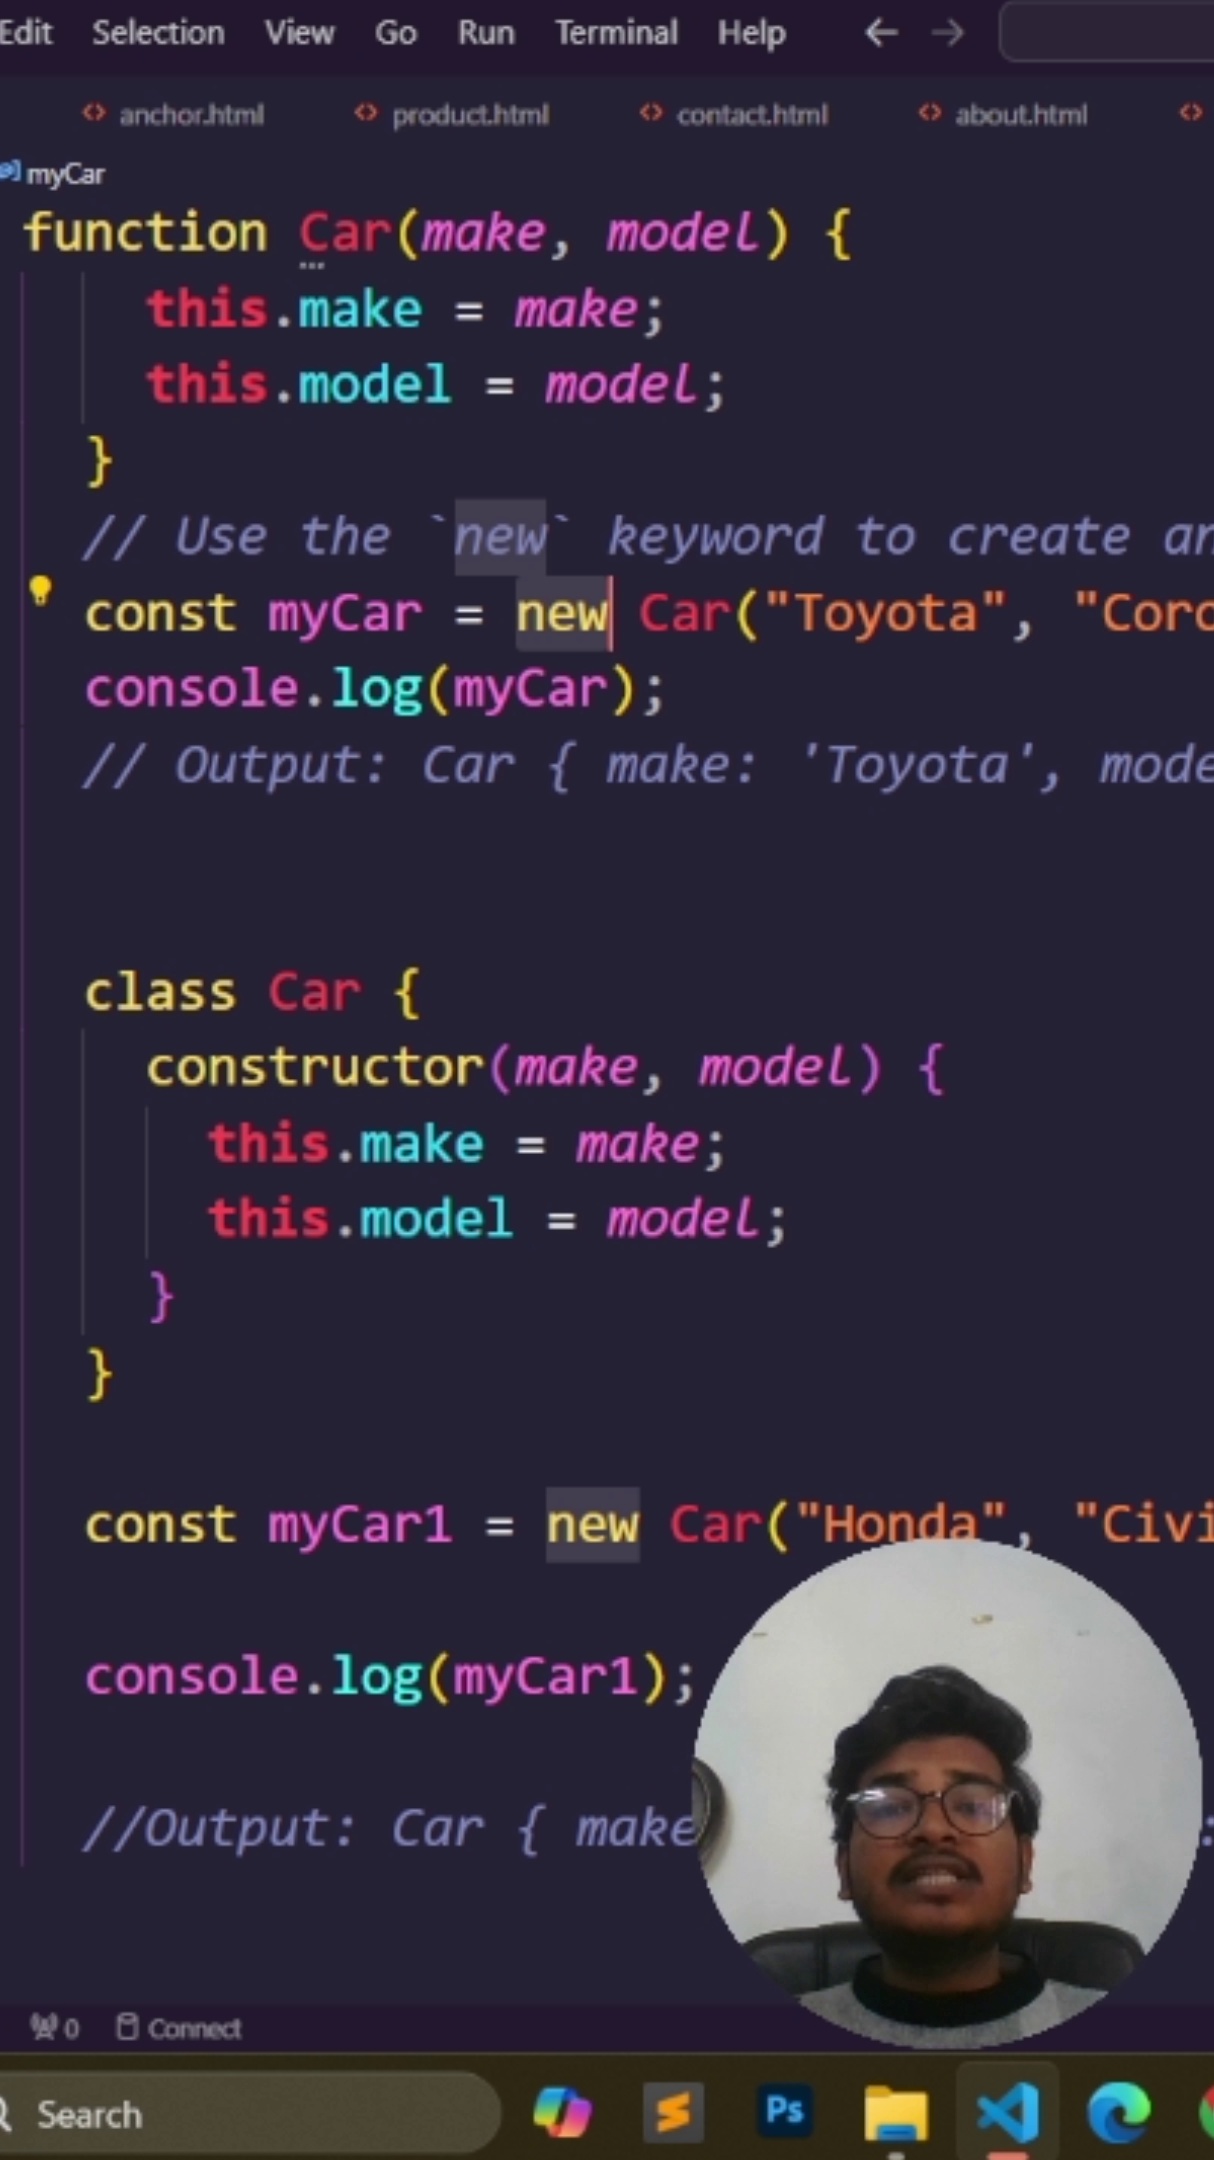 Edit Selection View Go Run Terminal Help
anchor.html product.html contact.html about.html
myCar
function Car(make, model) {
this.make = make;
this.model = model;
}
// Use the `new` keyword to create an
const myCar = new Car("Toyota", "Coro
console.log(myCar);
// Output: Car { make: 'Toyota', mode
class Car {
constructor(make, model) {
this.make = make;
this.model = model;
}
}
const myCar1 = new Car("Honda", "Civi
console.log(myCar1);
//Output: Car { make :
0 Connect
Search
Ps